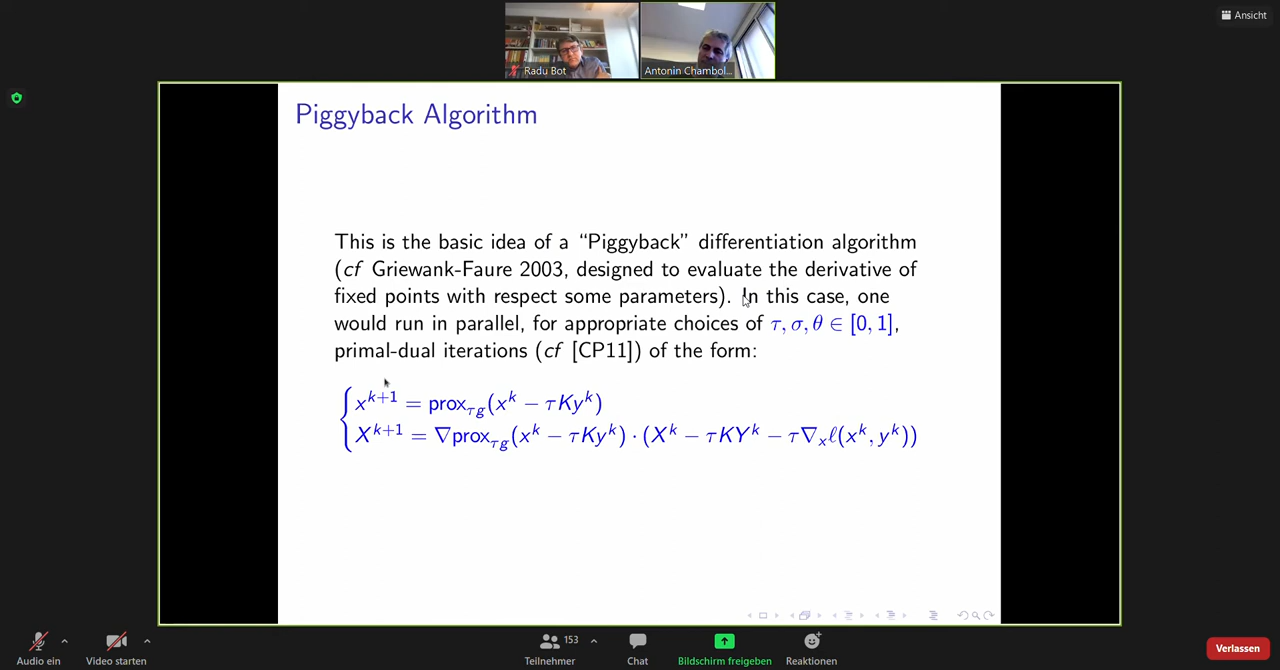 Ansicht
Radu Bot
Antonin Chambol...
Piggyback Algorithm
This is the basic idea of a “Piggyback” differentiation algorithm
(cf Griewank-Faure 2003, designed to evaluate the derivative of
fixed points with respect some parameters). In this case, one
would run in parallel, for appropriate choices of τ, σ, θ ∈ [0, 1],
primal-dual iterations (cf [CP11]) of the form:
x^{k+1} = prox_{τg}(x^k − τKy^k)
X^{k+1} = ∇prox_{τg}(x^k − τKy^k) · (X^k − τKY^k − τ∇_xℓ(x^k, y^k))
Audio ein
Video starten
153
Teilnehmer
Chat
Bildschirm freigeben
Reaktionen
Verlassen